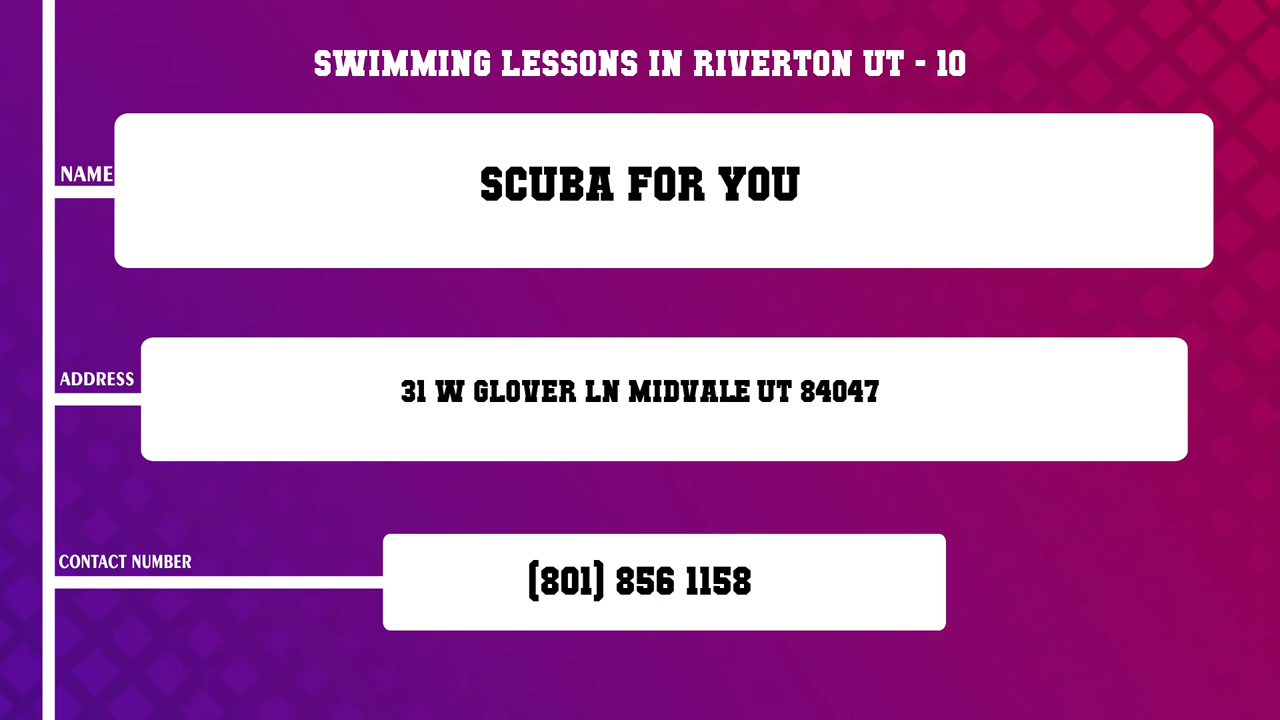 SWIMMING LESSONS IN RIVERTON UT - 10
NAME
SCUBA FOR YOU
ADDRESS
31 W GLOVER LN MIDVALE UT 84047
CONTACT NUMBER
(801) 856 1158